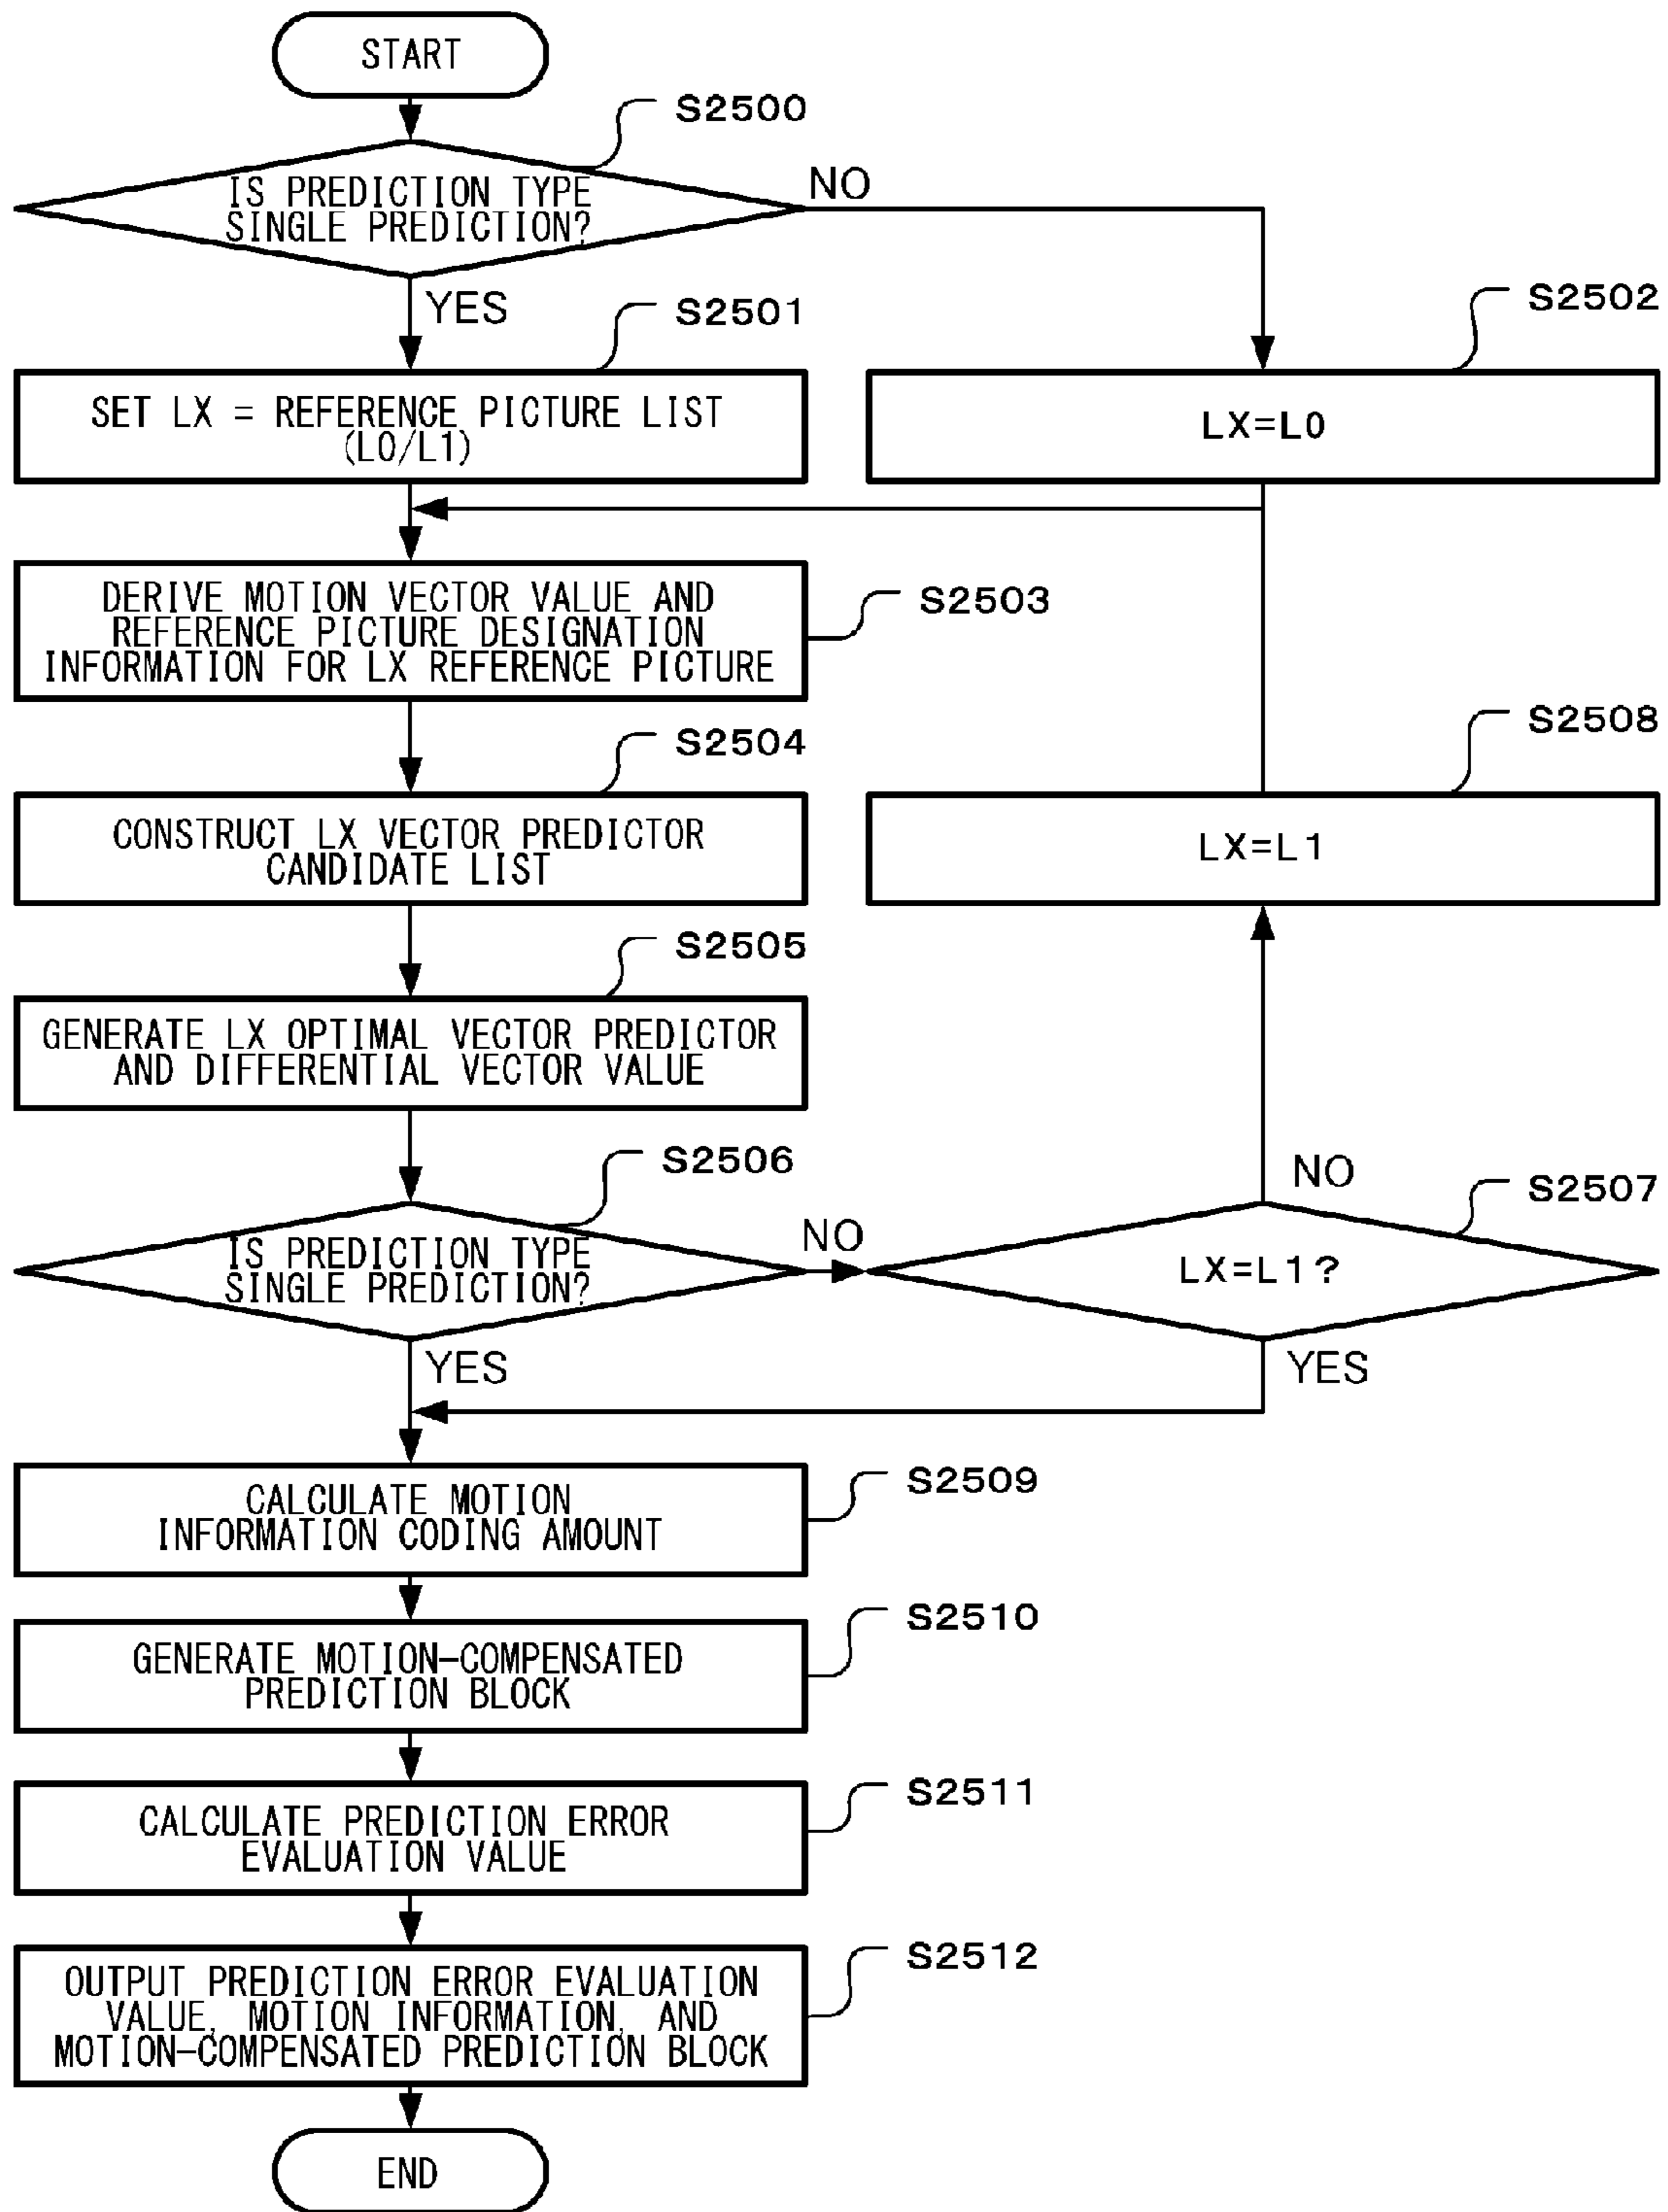 START
S2500
IS PREDICTION TYPE
SINGLE PREDICTION?
NO
YES
S2501
S2502
SET LX = REFERENCE PICTURE LIST
(L0/L1)
LX=L0
DERIVE MOTION VECTOR VALUE AND
REFERENCE PICTURE DESIGNATION
INFORMATION FOR LX REFERENCE PICTURE
S2503
S2504
S2508
CONSTRUCT LX VECTOR PREDICTOR
CANDIDATE LIST
LX=L1
S2505
GENERATE LX OPTIMAL VECTOR PREDICTOR
AND DIFFERENTIAL VECTOR VALUE
S2506
NO
S2507
IS PREDICTION TYPE
SINGLE PREDICTION?
NO
LX=L1?
YES
YES
CALCULATE MOTION
INFORMATION CODING AMOUNT
S2509
GENERATE MOTION-COMPENSATED
PREDICTION BLOCK
S2510
CALCULATE PREDICTION ERROR
EVALUATION VALUE
S2511
OUTPUT PREDICTION ERROR EVALUATION
VALUE, MOTION INFORMATION, AND
MOTION-COMPENSATED PREDICTION BLOCK
S2512
END